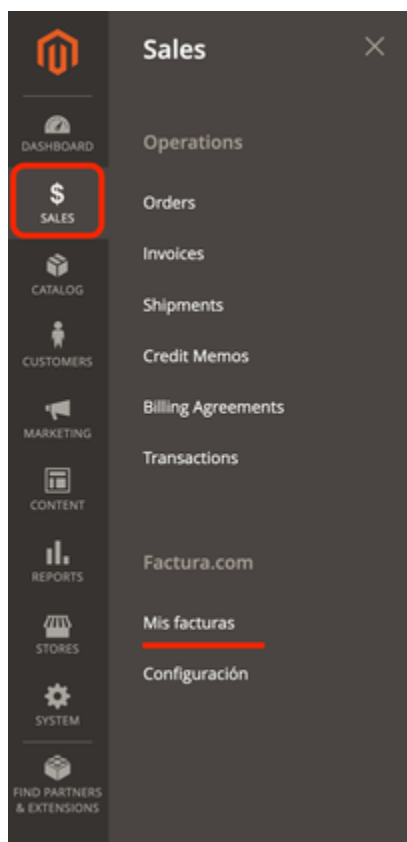 DASHBOARD
$
SALES
CATALOG
CUSTOMERS
MARKETING
CONTENT
REPORTS
STORES
SYSTEM
FIND PARTNERS
& EXTENSIONS
Sales
Operations
Orders
Invoices
Shipments
Credit Memos
Billing Agreements
Transactions
Factura.com
Mis facturas
Configuración